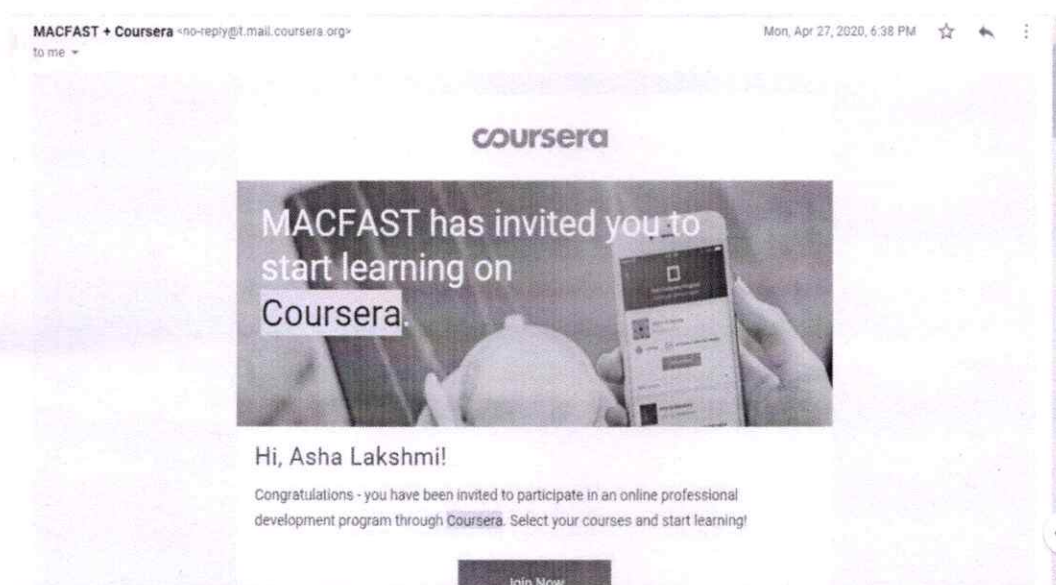 MACFAST + Coursera <no-reply@t.mail.coursera.org>
Mon, Apr 27, 2020, 6:38 PM
to me
coursera
MACFAST has invited you to
start learning on
Coursera.
Hi, Asha Lakshmi!
Congratulations - you have been invited to participate in an online professional
development program through Coursera. Select your courses and start learning!
Join Now